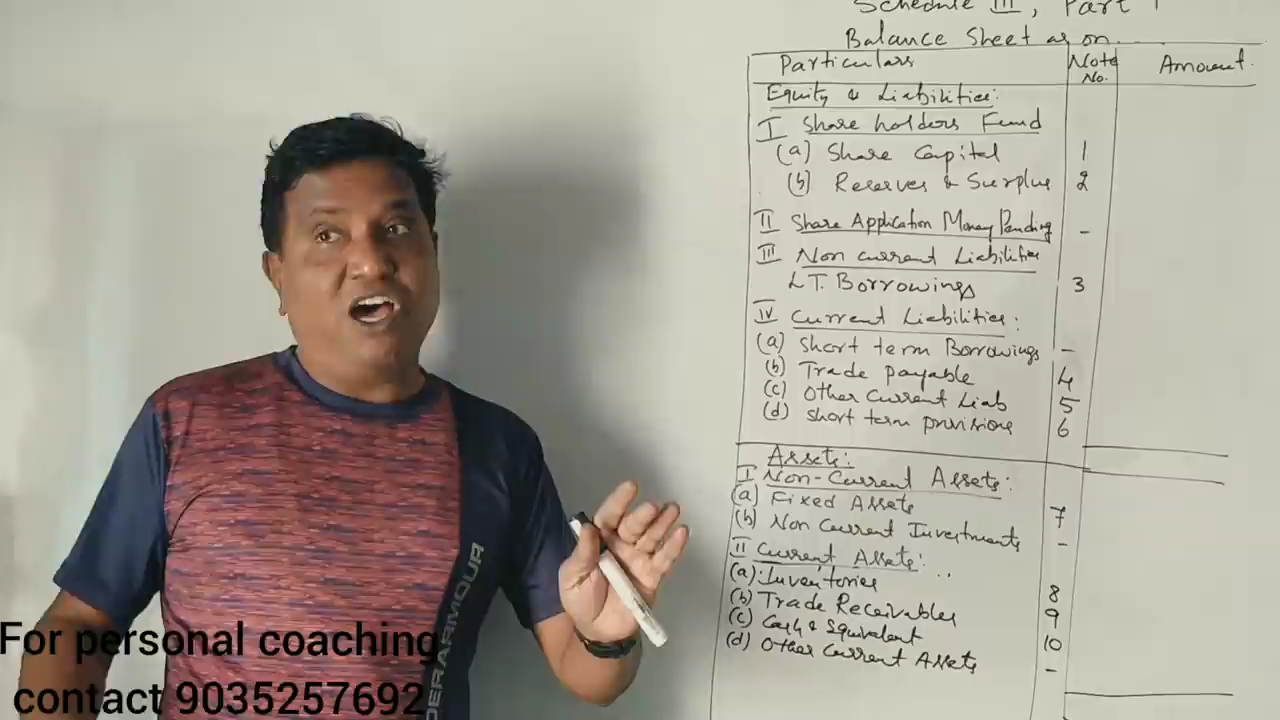 Schedule III, Part 1
Balance Sheet as on....
Particulars Note No. Amount.
Equity & Liabilities:
I Share holders Fund
(a) Share Capital 1
(b) Reserves & Surplus 2
II Share Application Money Pending -
III Non current Liabilities
L.T. Borrowings 3
IV Current Liabilities:
(a) Short term Borrowings -
(b) Trade payable 4
(c) Other Current Liab 5
(d) Short term provisions 6
Assets:
I Non-Current Assets:
(a) Fixed Assets 7
(b) Non Current Investments -
II Current Assets:
(a) Inventories 8
(b) Trade Receivables 9
(c) Cash & Equivalent 10
(d) Other Current Assets -
DERARMOUR
For personal coaching
contact 9035257692